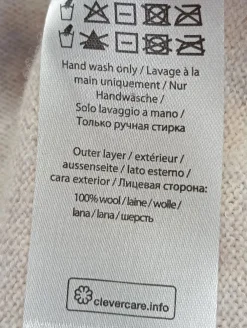 Hand wash only / Lavage à la
main uniquement / Nur
Handwäsche /
Solo lavaggio a mano /
Только ручная стирка
Outer layer / extérieur /
aussenseite / lato esterno /
cara exterior / Лицевая сторона:
100% wool / laine / wolle /
lana / lana / шерсть
clevercare.info